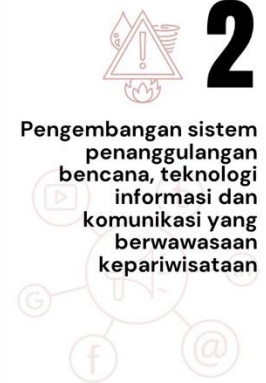 2
Pengembangan sistem
penanggulangan
bencana, teknologi
informasi dan
komunikasi yang
berwawasan
kepariwisataan
G
f
@